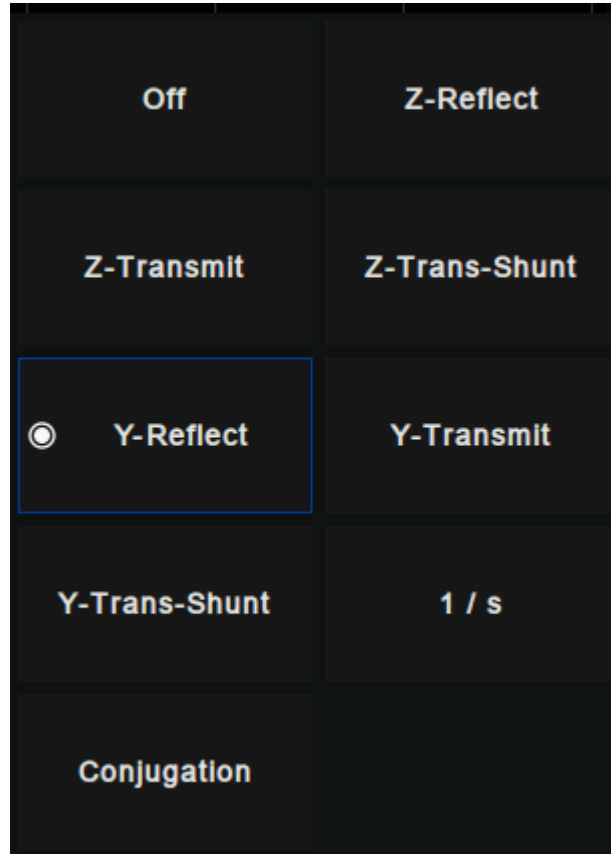 Off
Z-Reflect
Z-Transmit
Z-Trans-Shunt
Y-Reflect
Y-Transmit
Y-Trans-Shunt
1 / s
Conjugation